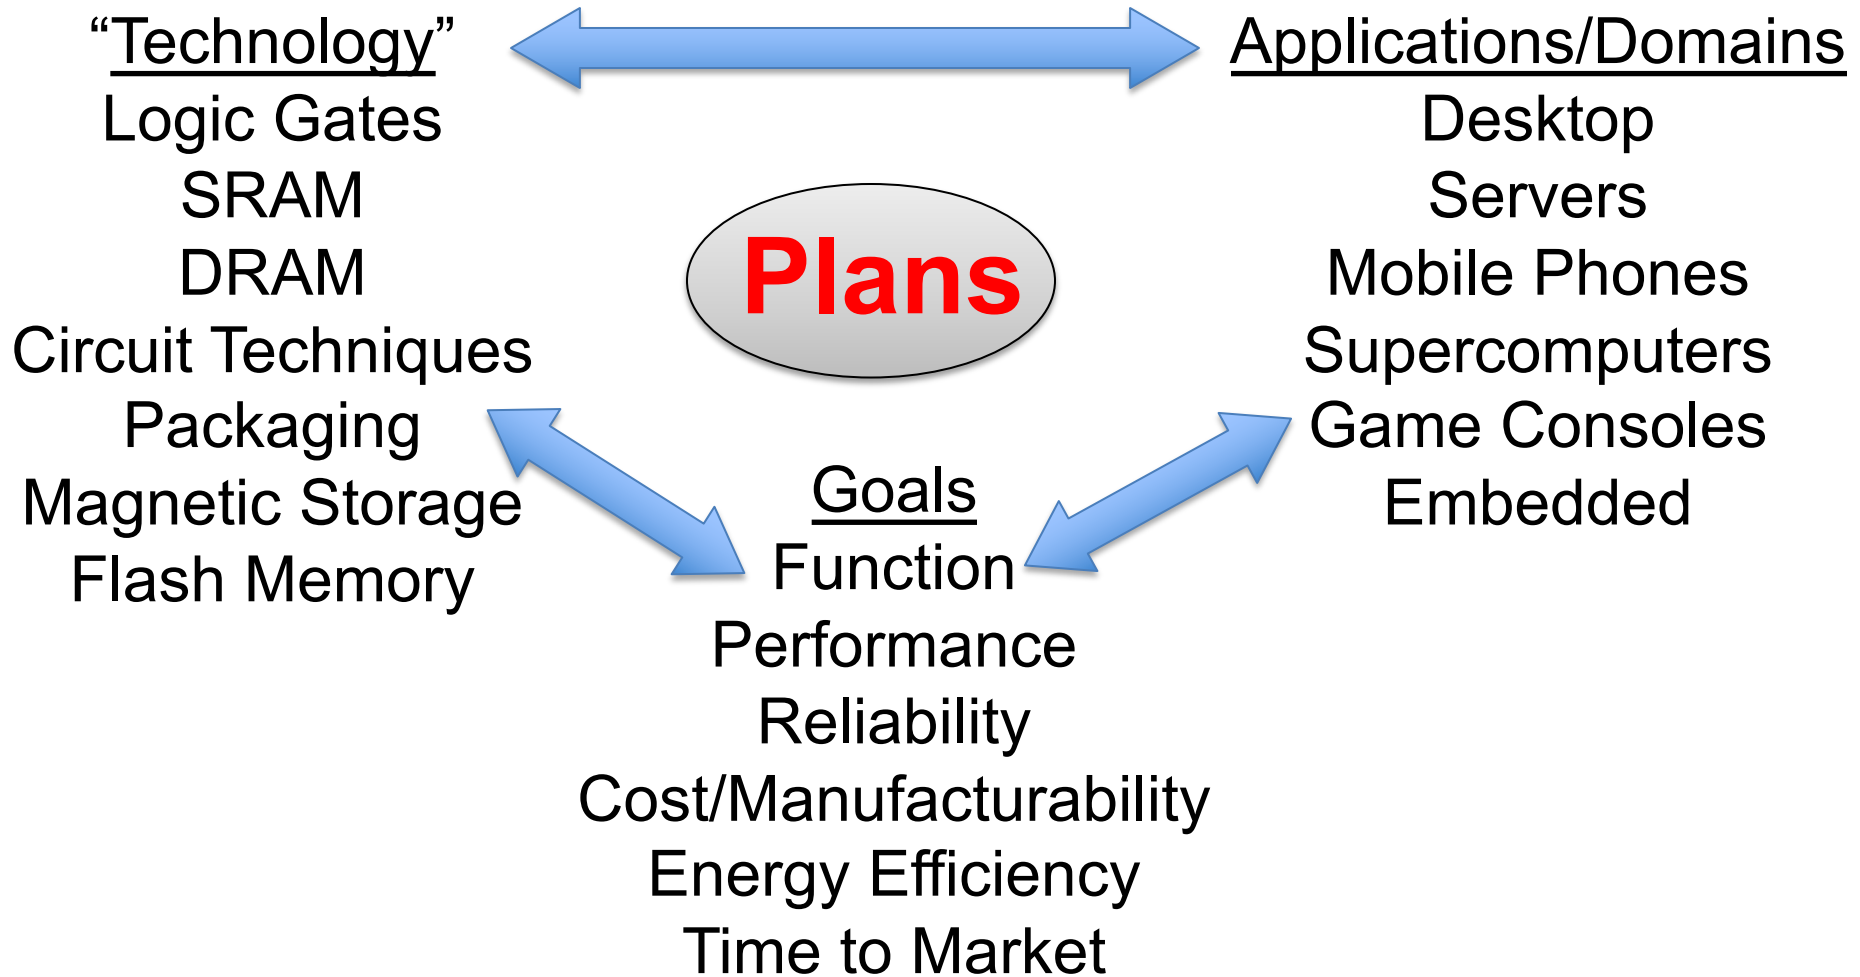 “Technology”
Logic Gates
SRAM
DRAM
Circuit Techniques
Packaging
Magnetic Storage
Flash Memory
Plans
Goals
Function
Performance
Reliability
Cost/Manufacturability
Energy Efficiency
Time to Market
Applications/Domains
Desktop
Servers
Mobile Phones
Supercomputers
Game Consoles
Embedded